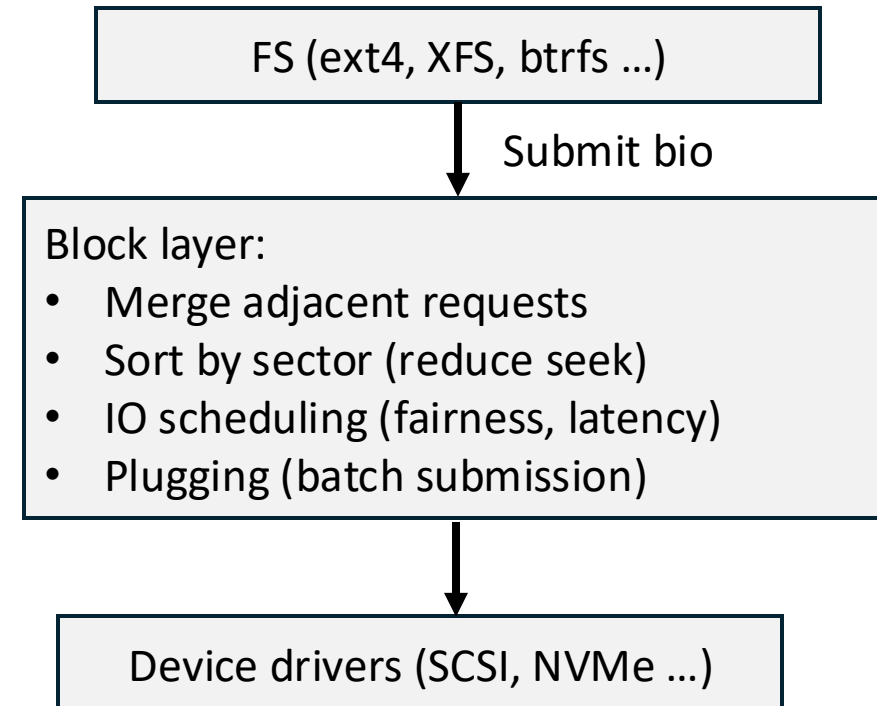 FS (ext4, XFS, btrfs …)
Submit bio
Block layer:
• Merge adjacent requests
• Sort by sector (reduce seek)
• IO scheduling (fairness, latency)
• Plugging (batch submission)
Device drivers (SCSI, NVMe …)